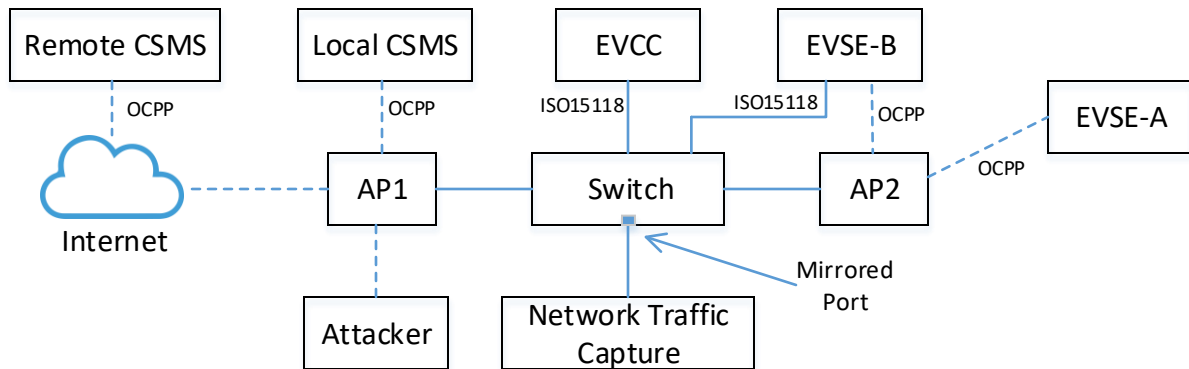 Remote CSMS
Local CSMS
EVCC
EVSE-B
OCPP
OCPP
ISO15118
ISO15118
OCPP
EVSE-A
OCPP
AP1
Switch
AP2
Internet
Mirrored
Port
Attacker
Network Traffic
Capture